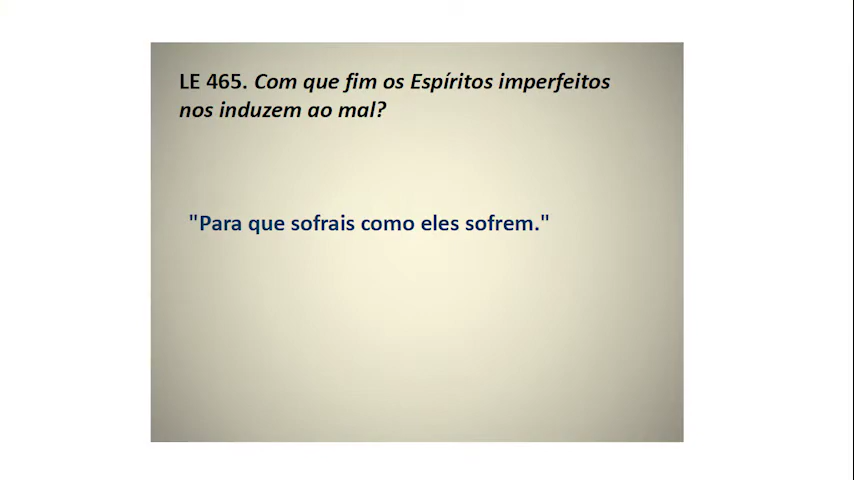 LE 465. Com que fim os Espíritos imperfeitos
nos induzem ao mal?
"Para que sofrais como eles sofrem."